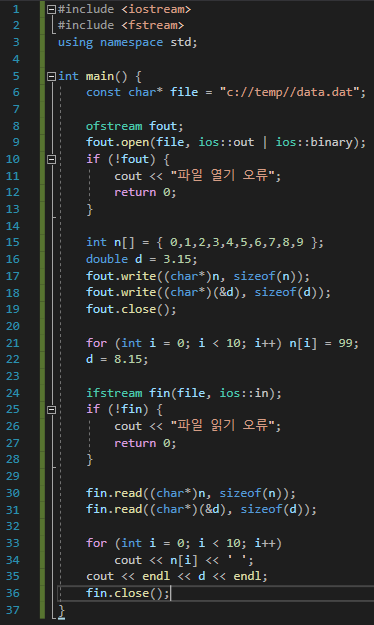 1 #include <iostream>
2 #include <fstream>
3 using namespace std;
4
5 int main() {
6 const char* file = "c://temp//data.dat";
7
8 ofstream fout;
9 fout.open(file, ios::out | ios::binary);
10 if (!fout) {
11 cout << "파일 열기 오류";
12 return 0;
13 }
14
15 int n[] = { 0,1,2,3,4,5,6,7,8,9 };
16 double d = 3.15;
17 fout.write((char*)n, sizeof(n));
18 fout.write((char*)(&d), sizeof(d));
19 fout.close();
20
21 for (int i = 0; i < 10; i++) n[i] = 99;
22 d = 8.15;
23
24 ifstream fin(file, ios::in);
25 if (!fin) {
26 cout << "파일 읽기 오류";
27 return 0;
28 }
29
30 fin.read((char*)n, sizeof(n));
31 fin.read((char*)(&d), sizeof(d));
32
33 for (int i = 0; i < 10; i++)
34 cout << n[i] << ' ';
35 cout << endl << d << endl;
36 fin.close();
37 }